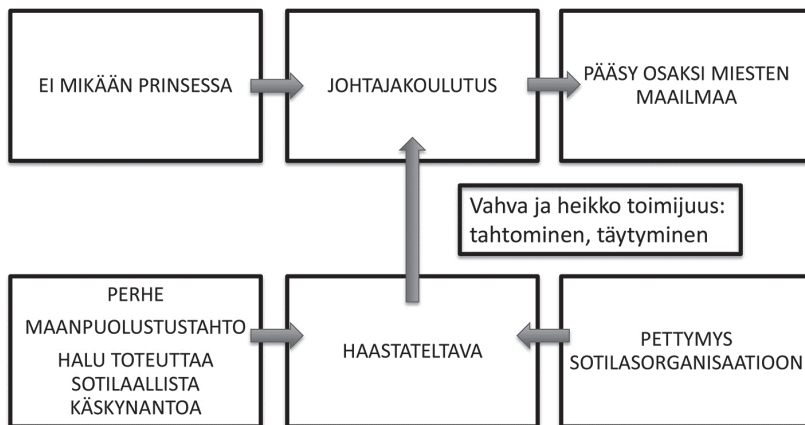 EI MIKÄÄN PRINSESSA
JOHTAJAKOULUTUS
PÄÄSY OSAKSI MIESTEN
MAAILMAA
Vahva ja heikko toimijuus:
tahtominen, täytyminen
PERHE
MAANPUOLUSTUSTAHTO
HALU TOTEUTTAA
SOTILAALLISTA
KÄSKYNANTOA
HAASTATELTAVA
PETTYMYS
SOTILASORGANISAATIOON